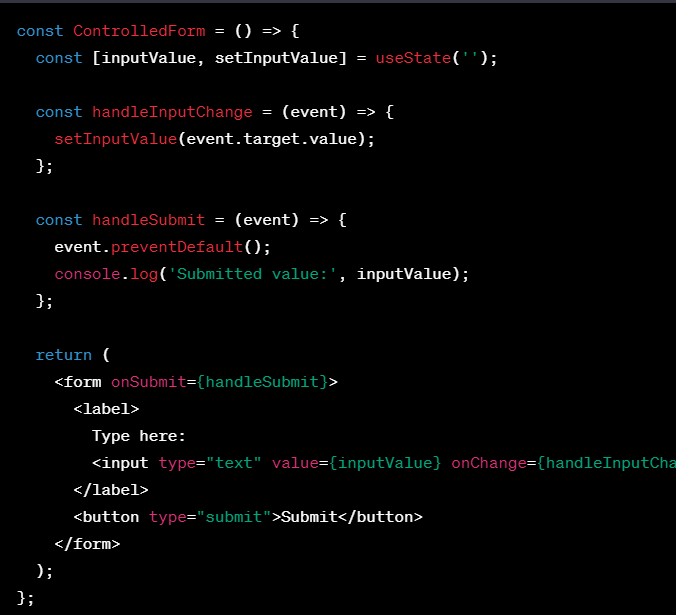 const ControlledForm = () => {
  const [inputValue, setInputValue] = useState('');

  const handleInputChange = (event) => {
    setInputValue(event.target.value);
  };

  const handleSubmit = (event) => {
    event.preventDefault();
    console.log('Submitted value:', inputValue);
  };

  return (
    <form onSubmit={handleSubmit}>
      <label>
        Type here:
        <input type="text" value={inputValue} onChange={handleInputCha
      </label>
      <button type="submit">Submit</button>
    </form>
  );
};